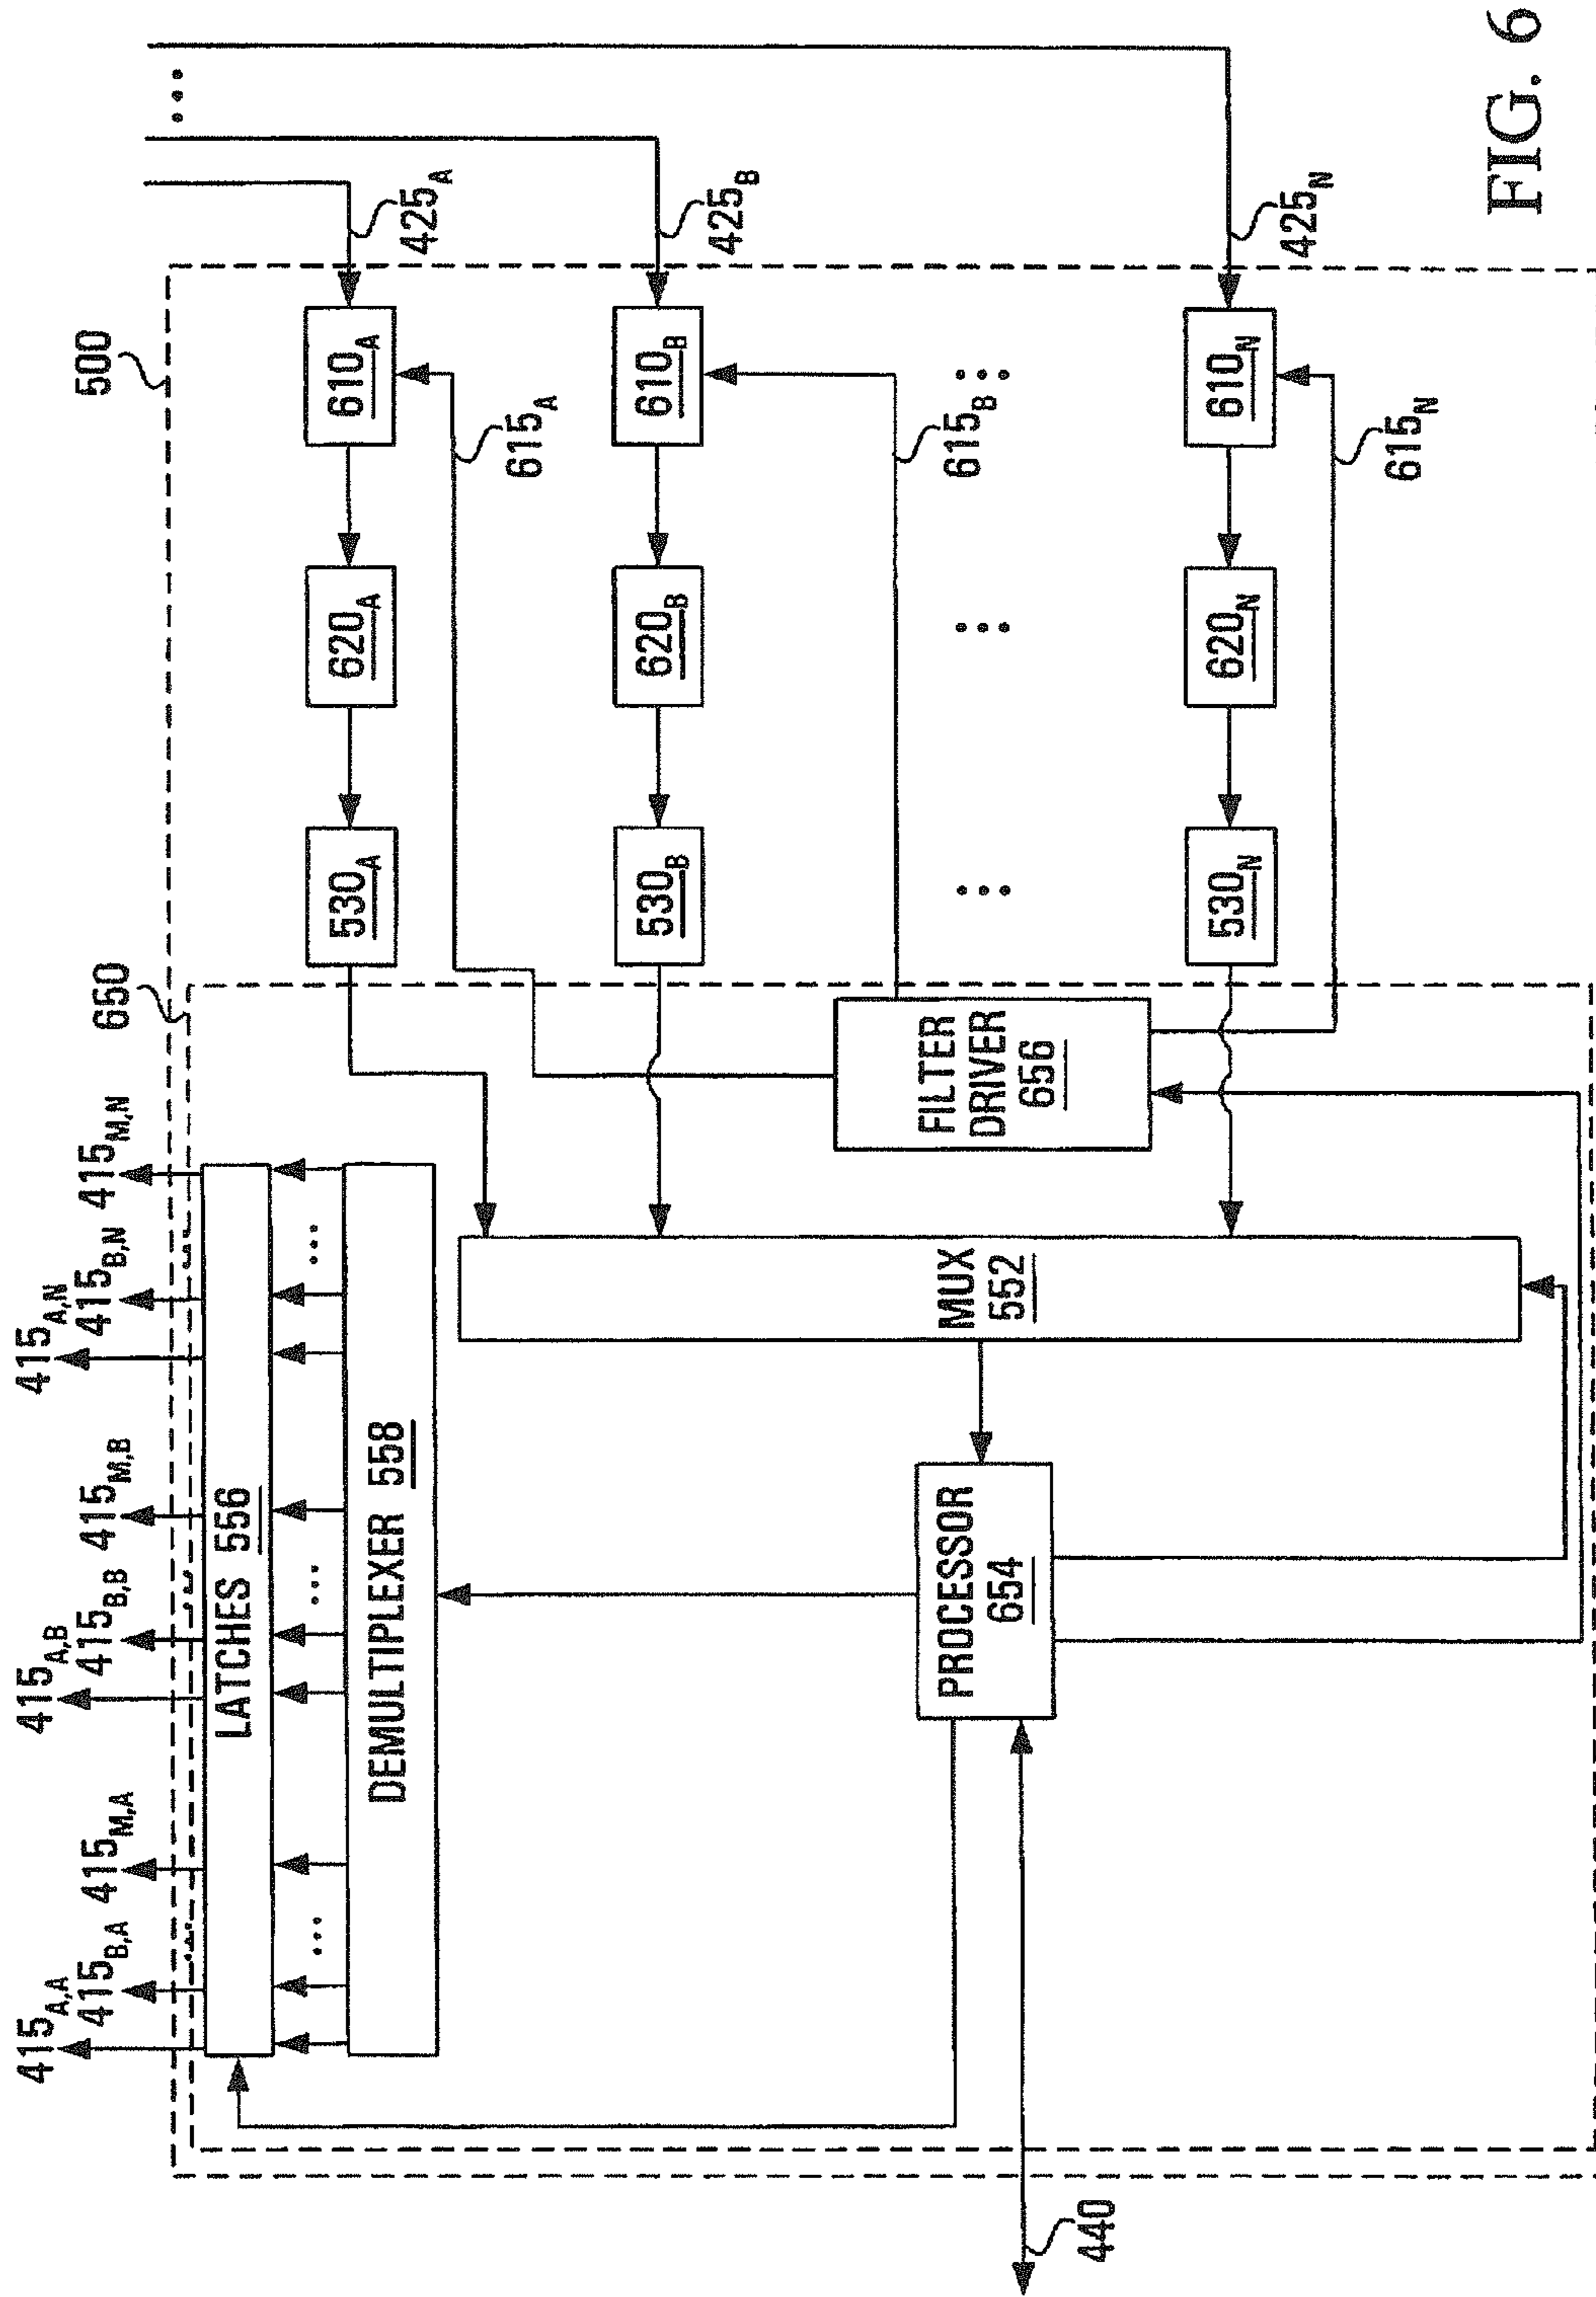 415A,A
415B,A
415M,A
415A,B
415B,B
415M,B
415A,N
415B,N
415M,N
650
500
LATCHES 556
DEMULTIPLEXER 558
530A
620A
610A
425A
615A
530B
620B
610B
425B
PROCESSOR
654
MUX
552
FILTER
DRIVER
656
615B
440
530N
620N
610N
425N
615N
FIG. 6